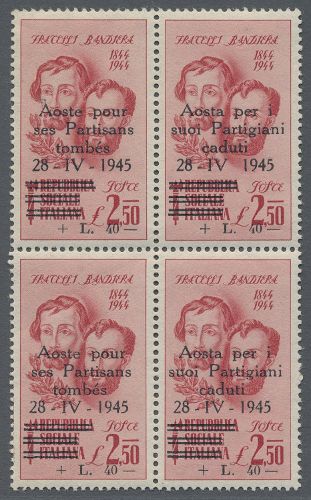 FRATELLI BANDIERA
1844
1944
Aoste pour
ses Partisans
tombés
28 - IV - 1945
REPUBBLICA
SOCIALE
ITALIANA
POSTE
£ 2,50
+ L. 40 —
FRATELLI BANDIERA
1844
1944
Aosta per i
suoi Partigiani
caduti
28 - IV - 1945
REPUBBLICA
SOCIALE
ITALIANA
POSTE
£ 2,50
+ L. 40 —
FRATELLI BANDIERA
1844
1944
Aoste pour
ses Partisans
tombés
28 - IV - 1945
REPUBBLICA
SOCIALE
ITALIANA
POSTE
£ 2,50
+ L. 40 —
FRATELLI BANDIERA
1844
1944
Aosta per i
suoi Partigiani
caduti
28 - IV - 1945
REPUBBLICA
SOCIALE
ITALIANA
POSTE
£ 2,50
+ L. 40 —